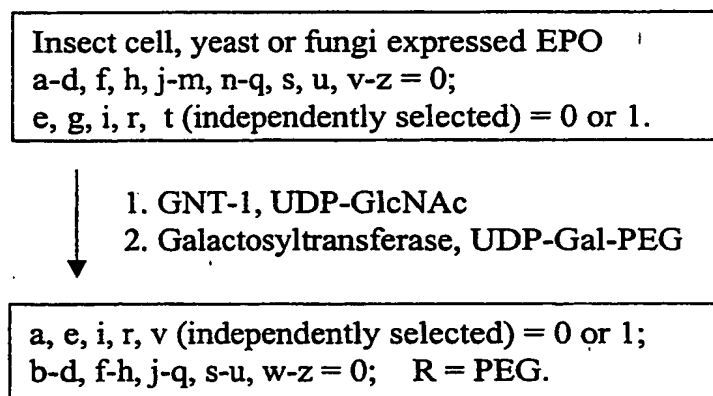 Insect cell, yeast or fungi expressed EPO
a-d, f, h, j-m, n-q, s, u, v-z = 0;
e, g, i, r, t (independently selected) = 0 or 1.
1. GNT-1, UDP-GlcNAc
2. Galactosyltransferase, UDP-Gal-PEG
a, e, i, r, v (independently selected) = 0 or 1;
b-d, f-h, j-q, s-u, w-z = 0; R = PEG.